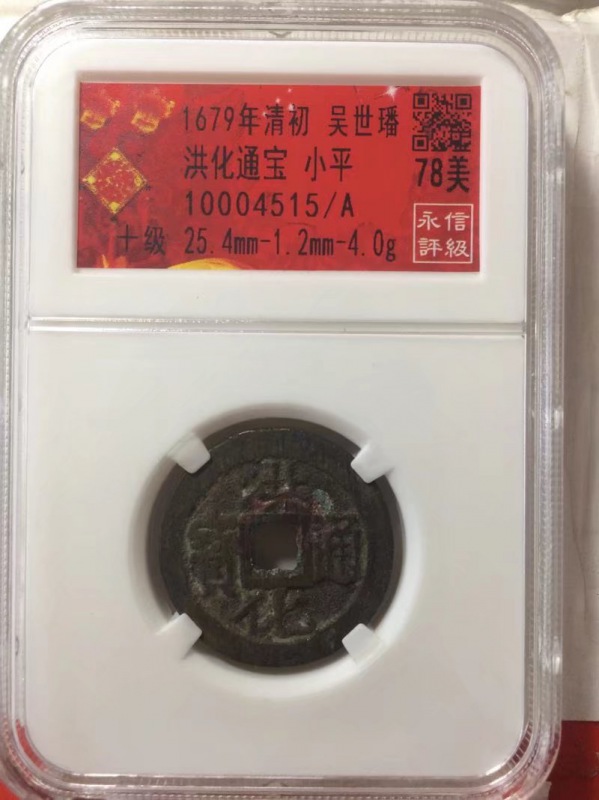 1679年清初 吴世璠
洪化通宝 小平
78美
10004515/A
十级 25.4mm-1.2mm-4.0g
永信
評級
洪化通寳